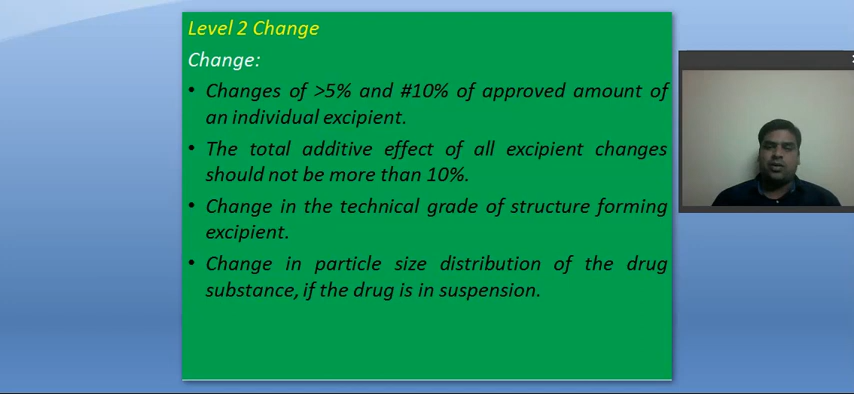 Level 2 Change
Change:
• Changes of >5% and #10% of approved amount of
an individual excipient.
• The total additive effect of all excipient changes
should not be more than 10%.
• Change in the technical grade of structure forming
excipient.
• Change in particle size distribution of the drug
substance, if the drug is in suspension.